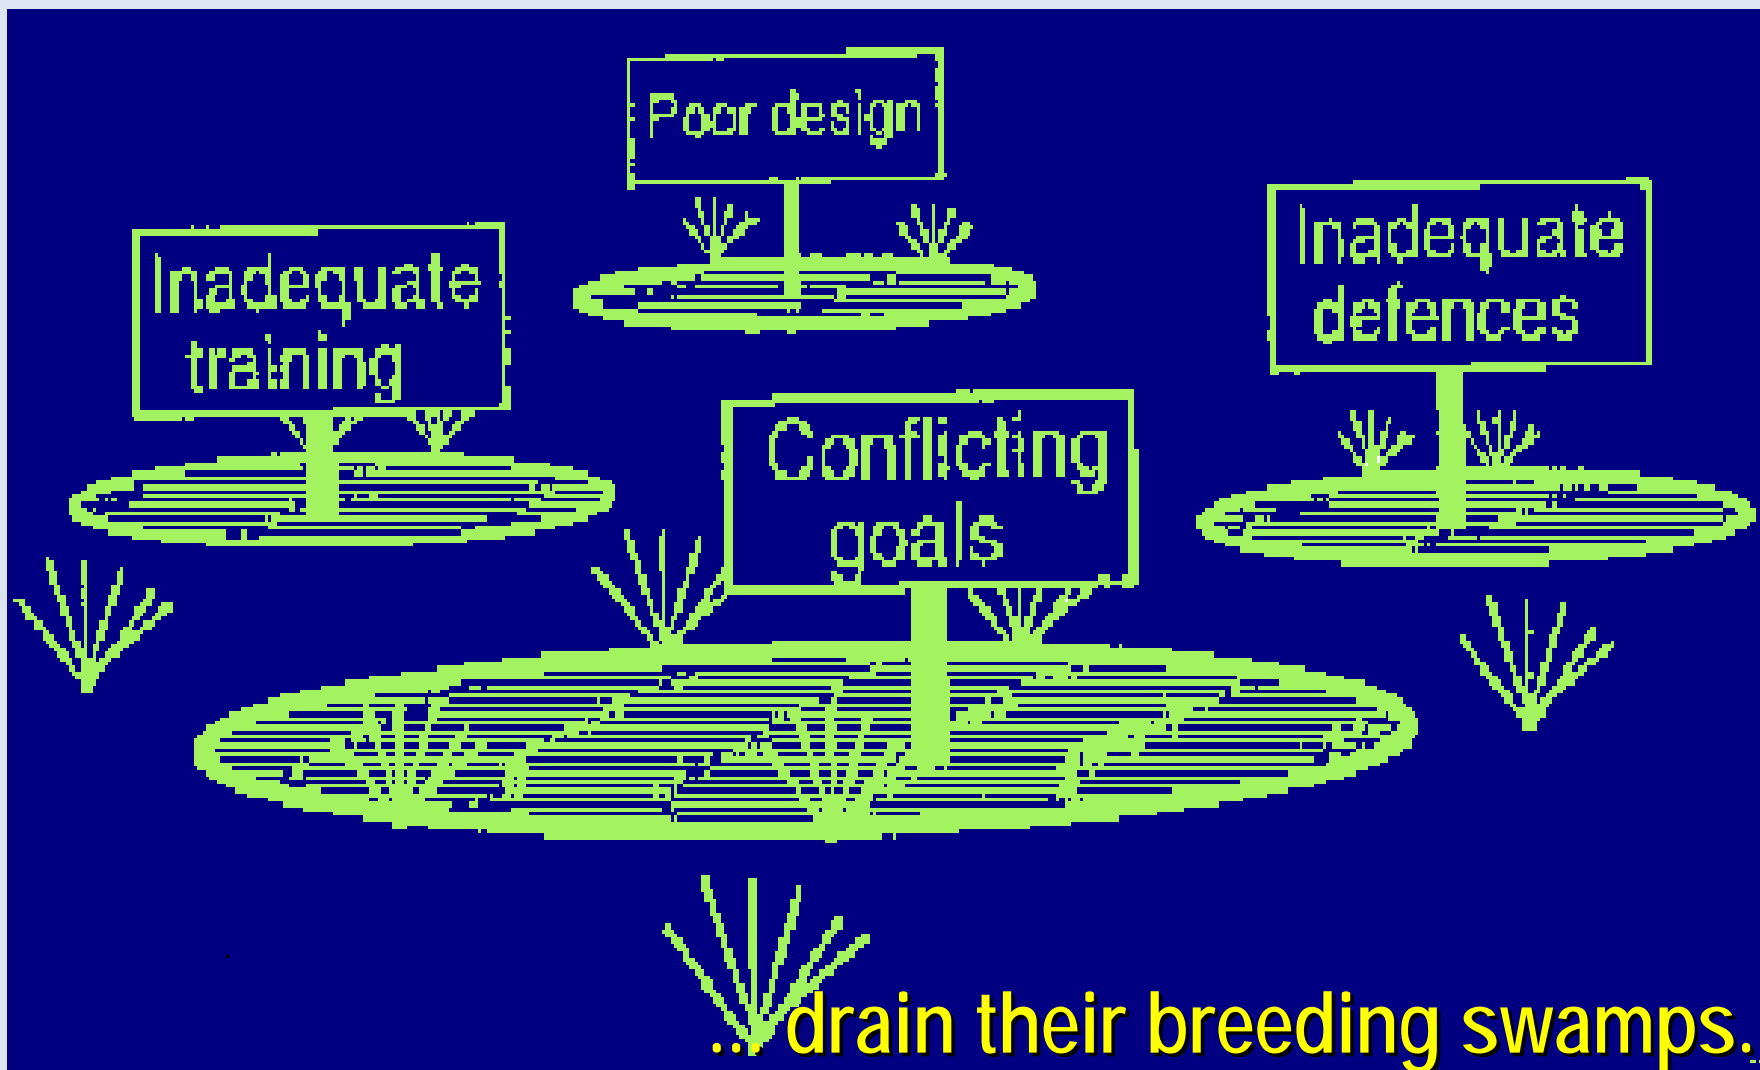 Poor design
Inadequate
training
Inadequate
defences
Conflicting
goals
... drain their breeding swamps.